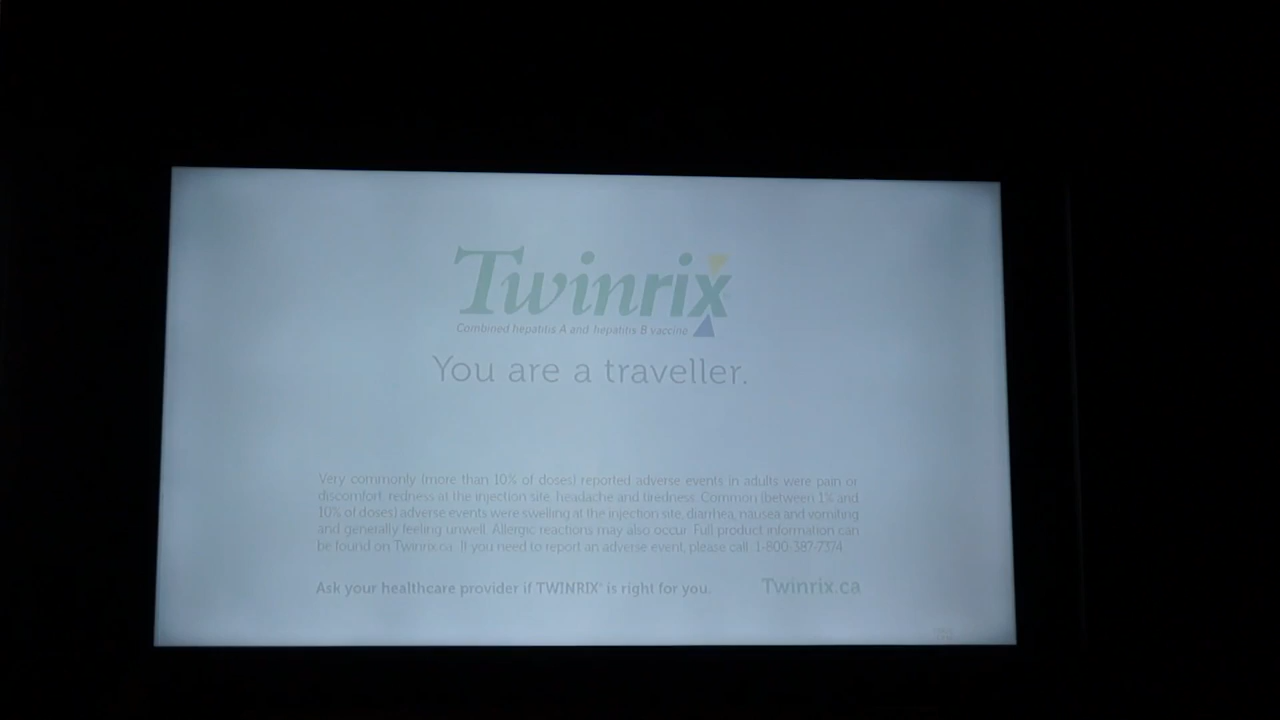 Twinrix
Combined hepatitis A and hepatitis B vaccine
You are a traveller.
Very commonly (more than 10% of doses) reported adverse events in adults were pain or
discomfort, redness at the injection site, headache and tiredness. Common (between 1% and
10% of doses) adverse events were swelling at the injection site, diarrhea, nausea and vomiting
and generally feeling unwell. Allergic reactions may also occur. Full product information can
be found on Twinrix.ca. If you need to report an adverse event, please call: 1-800-387-7374.
Ask your healthcare provider if TWINRIX® is right for you.
Twinrix.ca